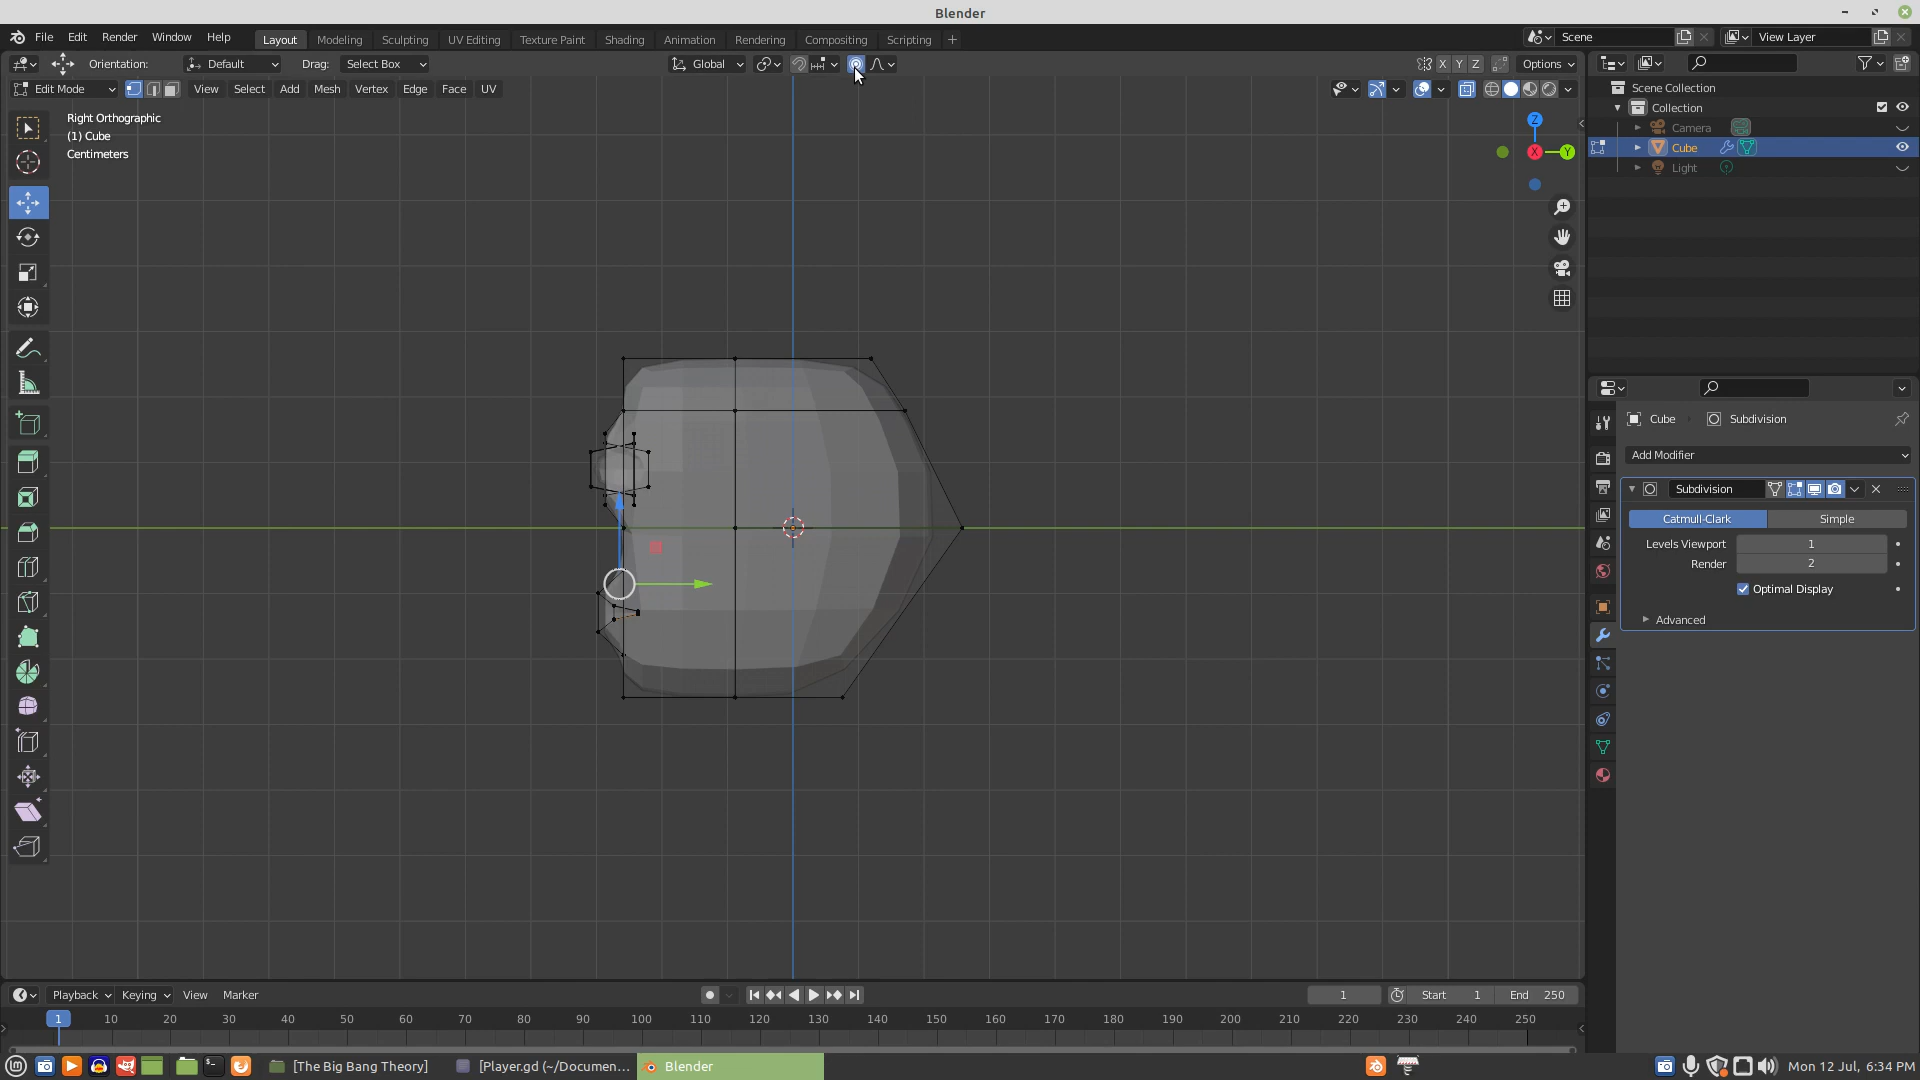 Blender
File Edit Render Window Help
Layout Modeling Sculpting UV Editing Texture Paint Shading Animation Rendering Compositing Scripting
Scene
View Layer
Orientation: Default Drag: Select Box
Global
X Y Z Options
Edit Mode View Select Add Mesh Vertex Edge Face UV
Right Orthographic
(1) Cube
Centimeters
Z
X
Y
Scene Collection
Collection
Camera
Cube
Light
Cube Subdivision
Add Modifier
Subdivision
Catmull-Clark Simple
Levels Viewport 1
Render 2
Optimal Display
Advanced
Playback Keying View Marker
1 Start 1 End 250
1 10 20 30 40 50 60 70 80 90 100 110 120 130 140 150 160 170 180 190 200 210 220 230 240 250
[The Big Bang Theory] [Player.gd (~/Documen... Blender
Mon 12 Jul, 6:34 PM